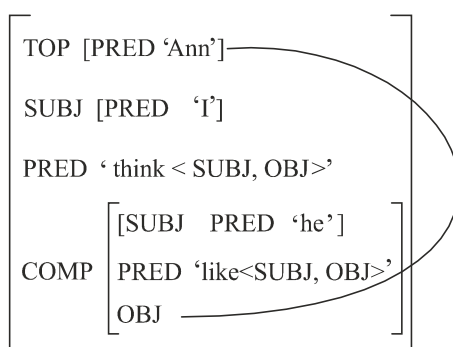 TOP [PRED ‘Ann’]
SUBJ [PRED ‘I’]
PRED ‘ think < SUBJ, OBJ>’
[SUBJ PRED ‘he’]
COMP PRED ‘like<SUBJ, OBJ>’
OBJ